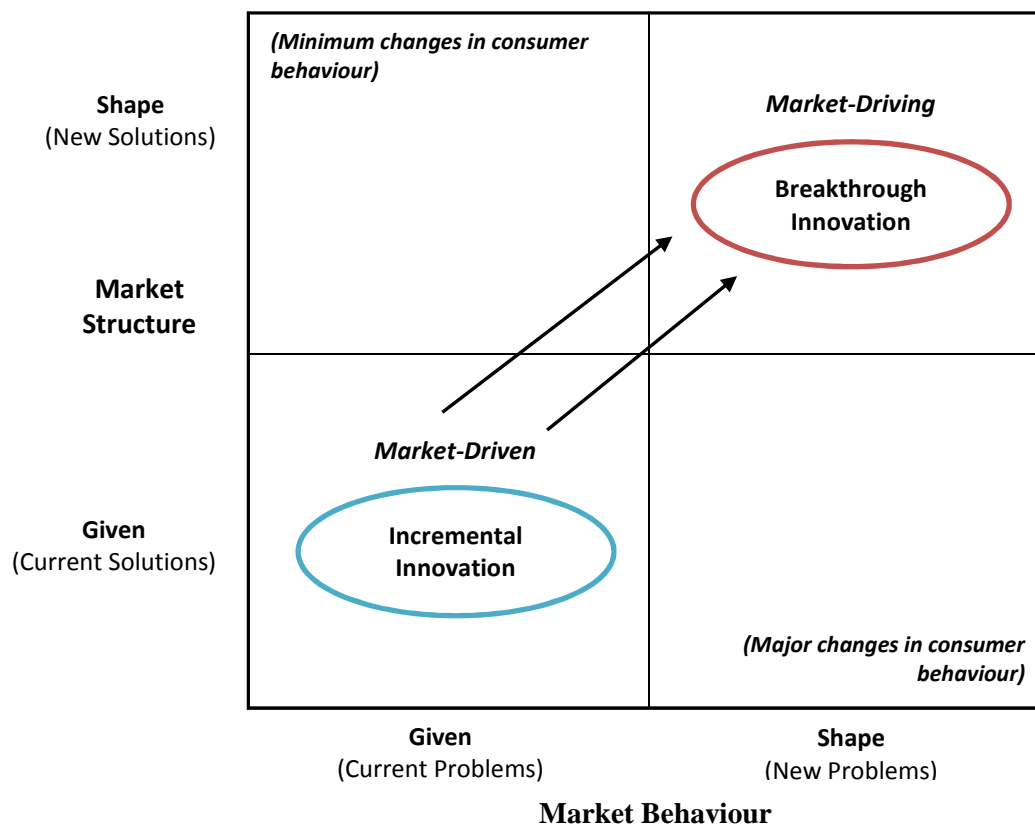 (Minimum changes in consumer
behaviour)
Shape
(New Solutions)
Market-Driving
Breakthrough
Innovation
Market
Structure
Market-Driven
Incremental
Innovation
Given
(Current Solutions)
(Major changes in consumer
behaviour)
Given
(Current Problems)
Shape
(New Problems)
Market Behaviour